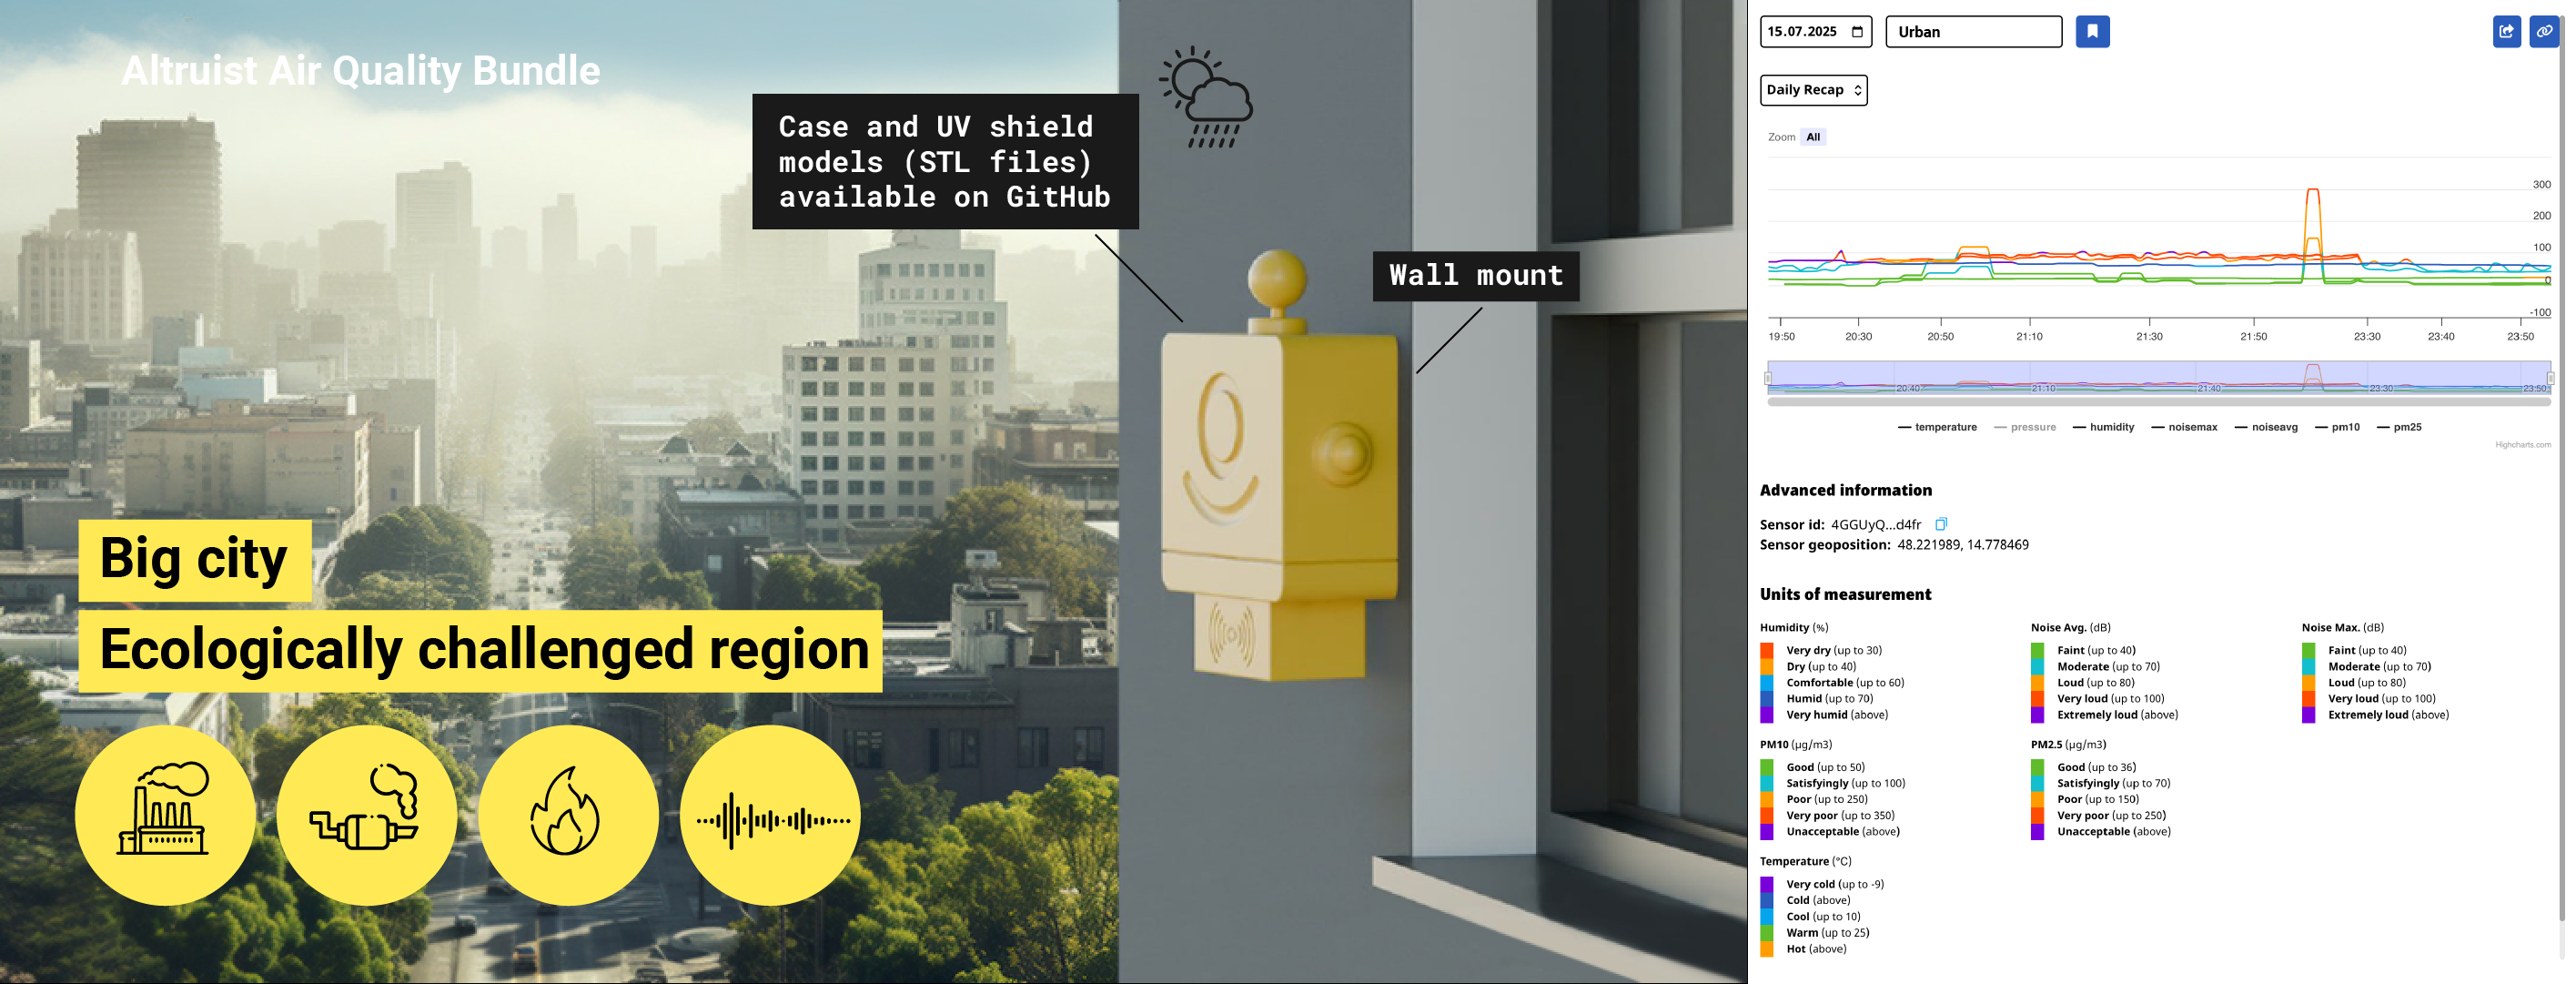 Altruist Air Quality Bundle
Case and UV shield
models (STL files)
available on GitHub
Wall mount
Big city
Ecologically challenged region
15.07.2025
Urban
Daily Recap
Zoom All
300
200
100
0
-100
19:50 20:30 20:50 21:10 21:30 21:50 23:30 23:40 23:50
20:40 21:10 21:40 23:30 23:50
temperature pressure humidity noisemax noiseavg pm10 pm25
Highcharts.com
Advanced information
Sensor id: 4GGUyQ...d4fr
Sensor geoposition: 48.221989, 14.778469
Units of measurement
Humidity (%)
Very dry (up to 30)
Dry (up to 40)
Comfortable (up to 60)
Humid (up to 70)
Very humid (above)
Noise Avg. (dB)
Faint (up to 40)
Moderate (up to 70)
Loud (up to 80)
Very loud (up to 100)
Extremely loud (above)
Noise Max. (dB)
Faint (up to 40)
Moderate (up to 70)
Loud (up to 80)
Very loud (up to 100)
Extremely loud (above)
PM10 (μg/m3)
Good (up to 50)
Satisfyingly (up to 100)
Poor (up to 250)
Very poor (up to 350)
Unacceptable (above)
PM2.5 (μg/m3)
Good (up to 36)
Satisfyingly (up to 70)
Poor (up to 150)
Very poor (up to 250)
Unacceptable (above)
Temperature (°C)
Very cold (up to -9)
Cold (above)
Cool (up to 10)
Warm (up to 25)
Hot (above)